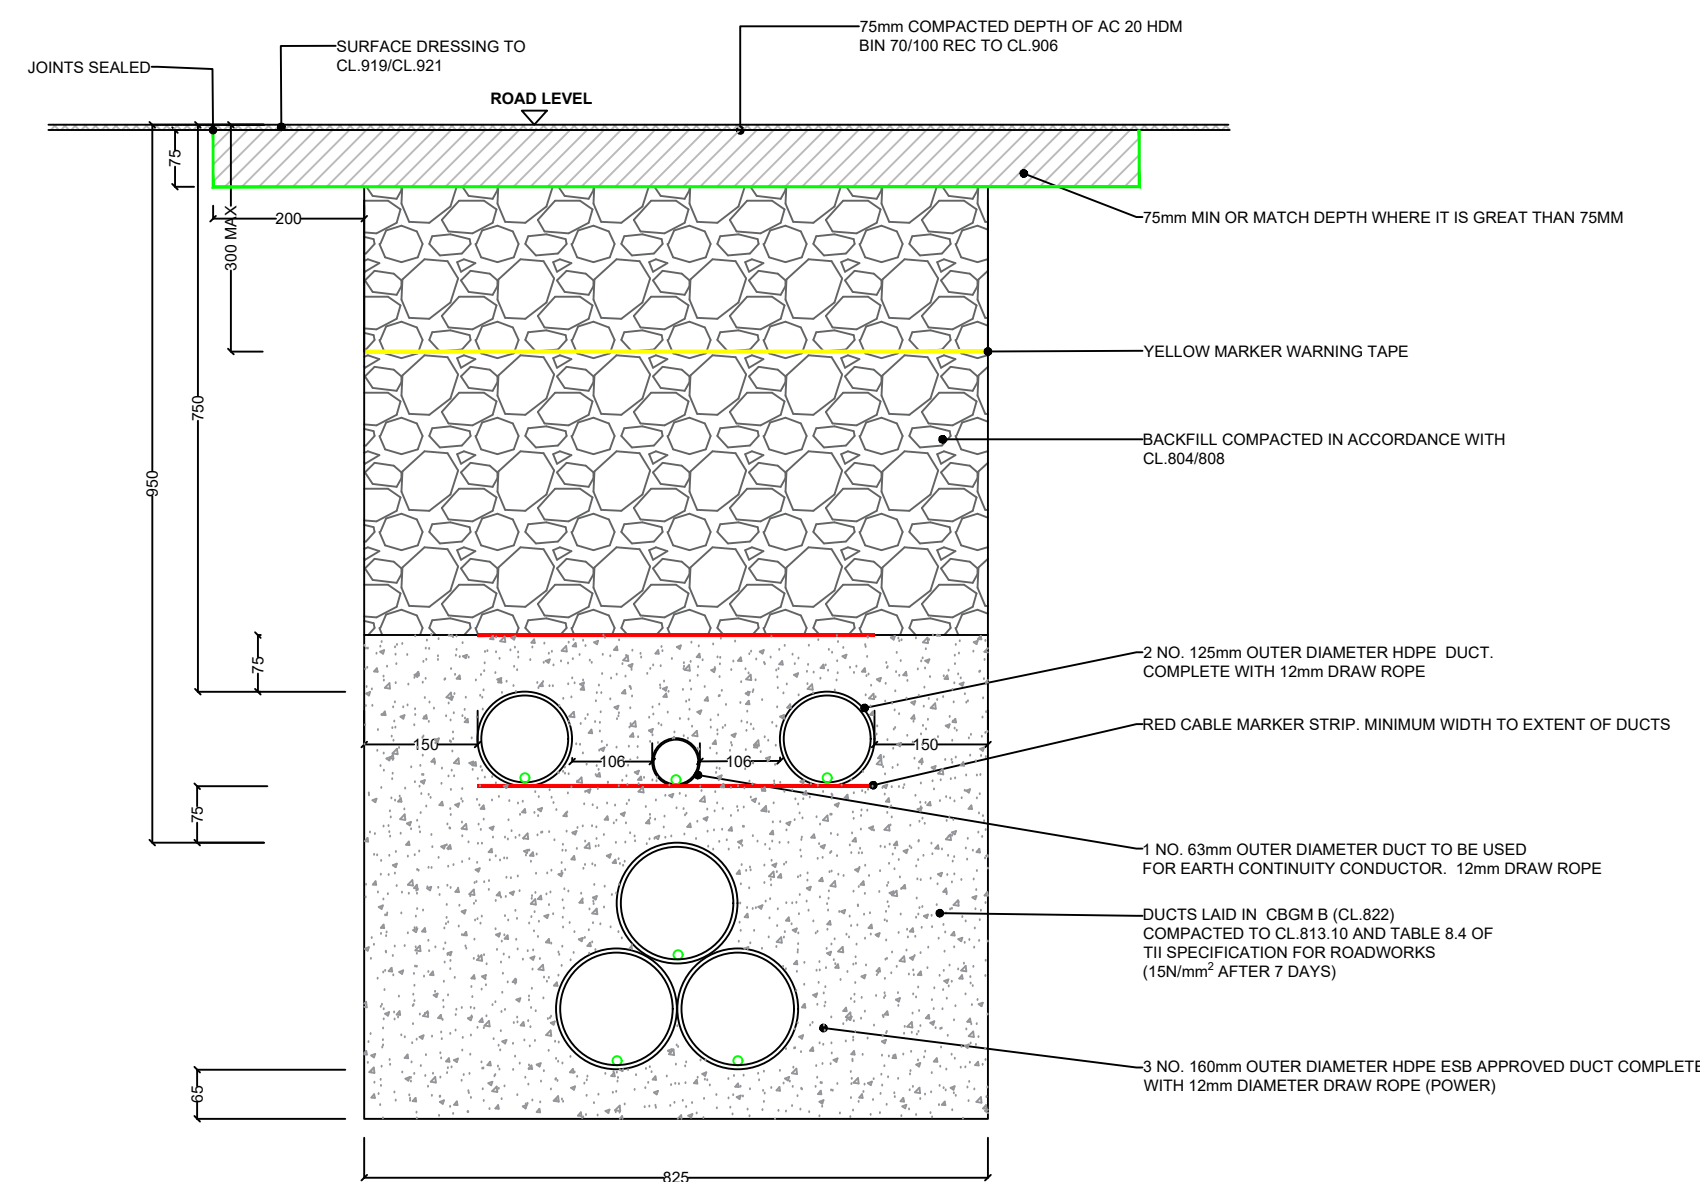 75mm COMPACTED DEPTH OF AC 20 HDM
BIN 70/100 REC TO CL.906
SURFACE DRESSING TO
CL.919/CL.921
JOINTS SEALED
ROAD LEVEL
75
200
300 MAX
75mm MIN OR MATCH DEPTH WHERE IT IS GREAT THAN 75MM
YELLOW MARKER WARNING TAPE
750
BACKFILL COMPACTED IN ACCORDANCE WITH
CL.804/808
950
75
2 NO. 125mm OUTER DIAMETER HDPE DUCT.
COMPLETE WITH 12mm DRAW ROPE
RED CABLE MARKER STRIP. MINIMUM WIDTH TO EXTENT OF DUCTS
150
106
106
150
75
1 NO. 63mm OUTER DIAMETER DUCT TO BE USED
FOR EARTH CONTINUITY CONDUCTOR. 12mm DRAW ROPE
DUCTS LAID IN CBGM B (CL.822)
COMPACTED TO CL.813.10 AND TABLE 8.4 OF
TII SPECIFICATION FOR ROADWORKS
(15N/mm² AFTER 7 DAYS)
3 NO. 160mm OUTER DIAMETER HDPE ESB APPROVED DUCT COMPLETE
WITH 12mm DIAMETER DRAW ROPE (POWER)
65
825